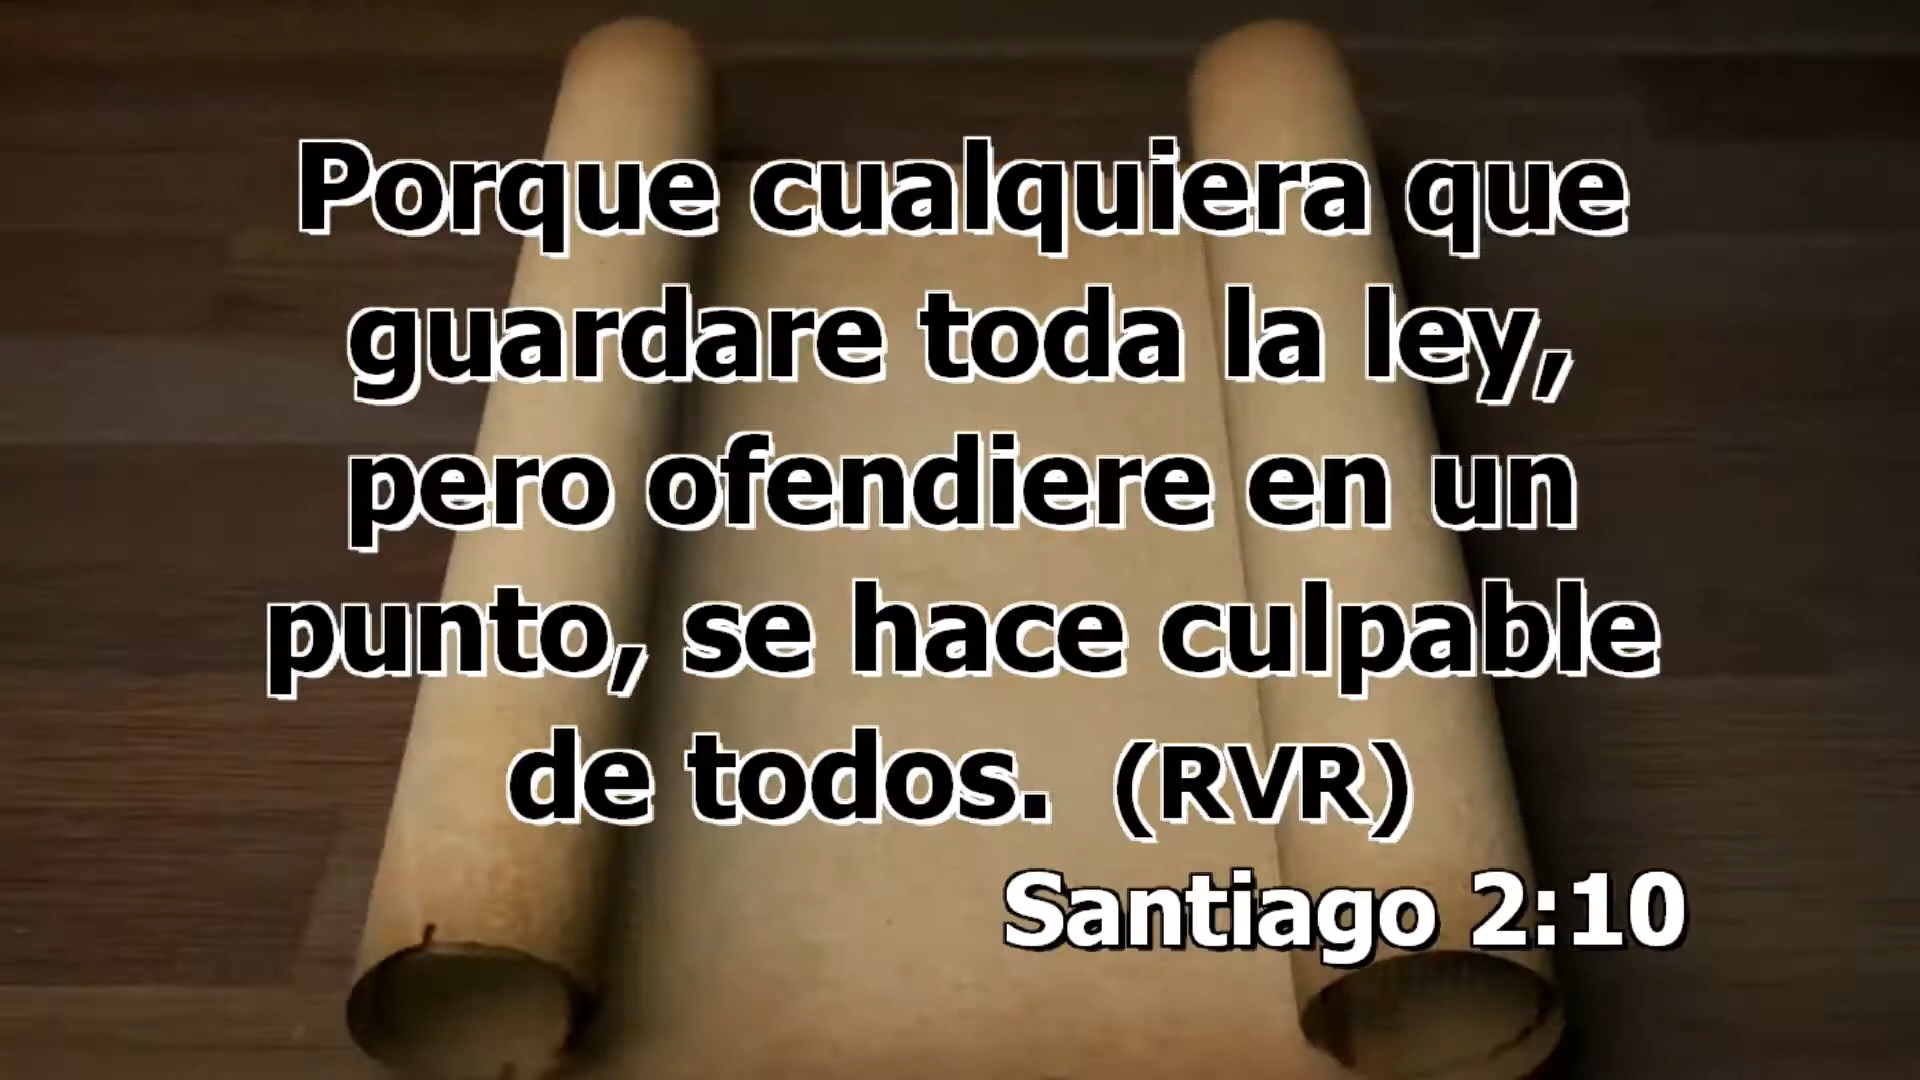 Porque cualquiera que
guardare toda la ley,
pero ofendiere en un
punto, se hace culpable
de todos. (RVR)
Santiago 2:10